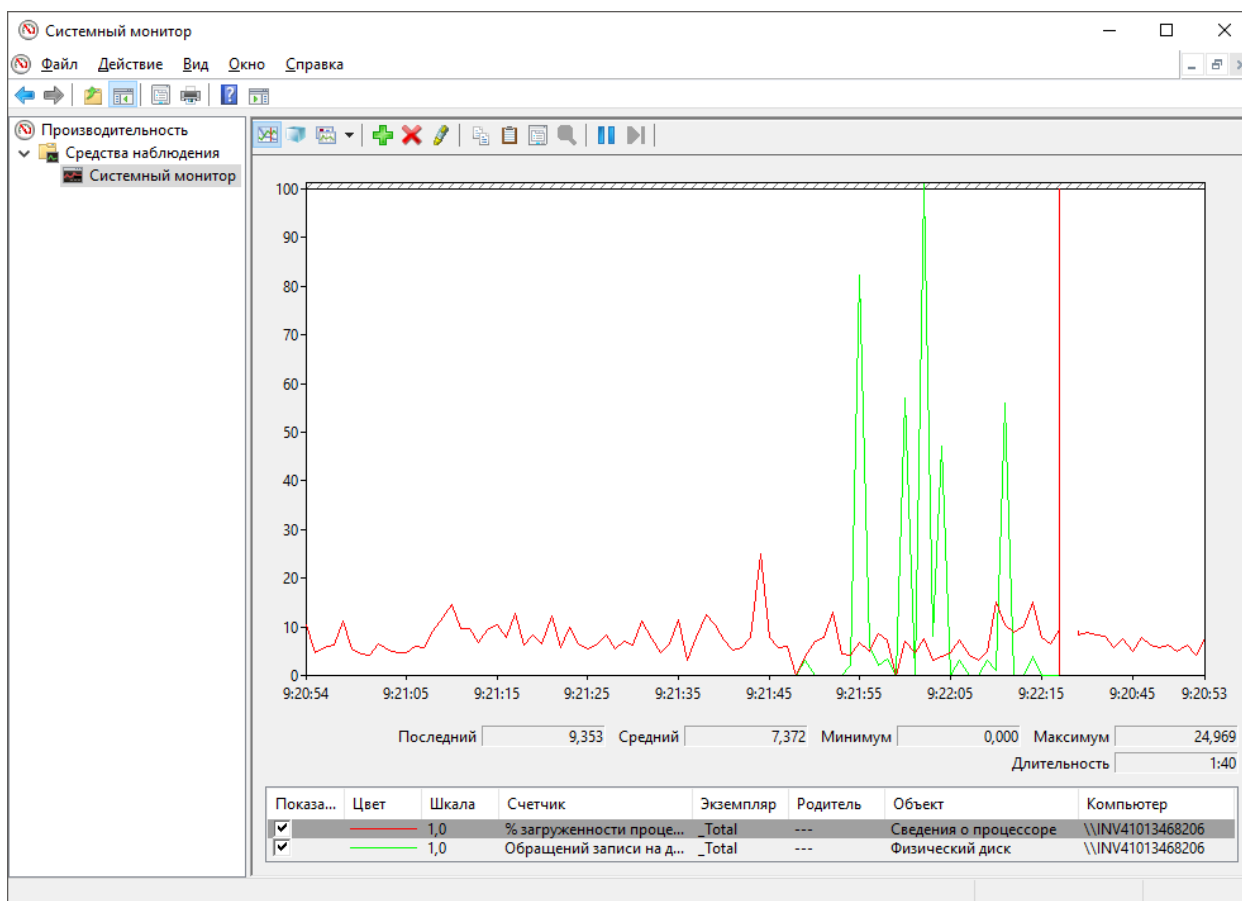 Системный монитор
Файл Действие Вид Окно Справка
Производительность
Средства наблюдения
Системный монитор
100
90
80
70
60
50
40
30
20
10
0
9:20:54 9:21:05 9:21:15 9:21:25 9:21:35 9:21:45 9:21:55 9:22:05 9:22:15 9:20:45 9:20:53
Последний 9,353 Средний 7,372 Минимум 0,000 Максимум 24,969
Длительность 1:40
Показа... Цвет Шкала Счетчик Экземпляр Родитель Объект Компьютер
1,0 % загруженности проце... _Total --- Сведения о процессоре \\INV41013468206
1,0 Обращений записи на д... _Total --- Физический диск \\INV41013468206